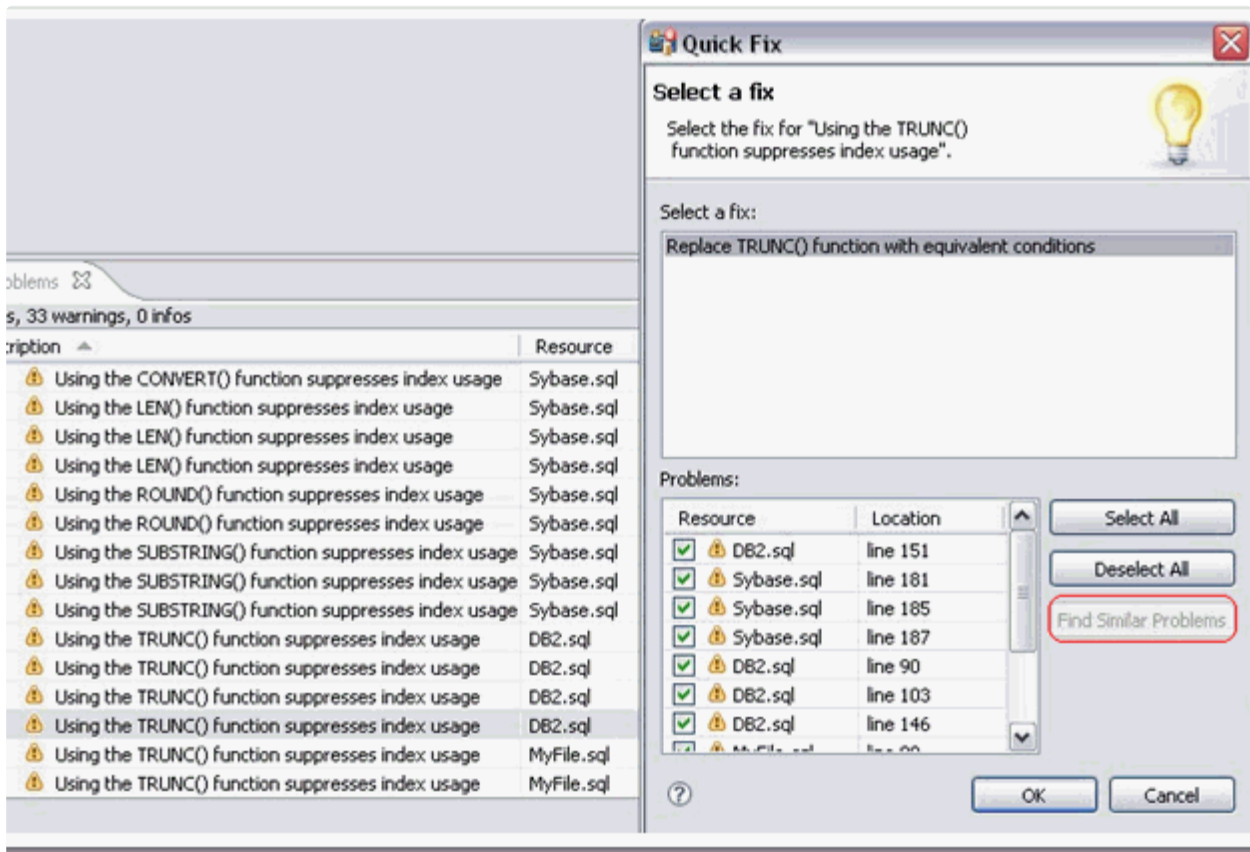 Quick Fix
Select a fix
Select the fix for "Using the TRUNC()
function suppresses index usage".
Select a fix:
Replace TRUNC() function with equivalent conditions
oblems
s, 33 warnings, 0 infos
cription Resource
Using the CONVERT() function suppresses index usage Sybase.sql
Using the LEN() function suppresses index usage Sybase.sql
Using the LEN() function suppresses index usage Sybase.sql
Using the LEN() function suppresses index usage Sybase.sql
Using the ROUND() function suppresses index usage Sybase.sql
Using the ROUND() function suppresses index usage Sybase.sql
Using the SUBSTRING() function suppresses index usage Sybase.sql
Using the SUBSTRING() function suppresses index usage Sybase.sql
Using the SUBSTRING() function suppresses index usage Sybase.sql
Using the TRUNC() function suppresses index usage DB2.sql
Using the TRUNC() function suppresses index usage DB2.sql
Using the TRUNC() function suppresses index usage DB2.sql
Using the TRUNC() function suppresses index usage DB2.sql
Using the TRUNC() function suppresses index usage MyFile.sql
Using the TRUNC() function suppresses index usage MyFile.sql
Problems:
Resource Location
DB2.sql line 151
Sybase.sql line 181
Sybase.sql line 185
Sybase.sql line 187
DB2.sql line 90
DB2.sql line 103
DB2.sql line 146
Select All
Deselect All
Find Similar Problems
OK
Cancel